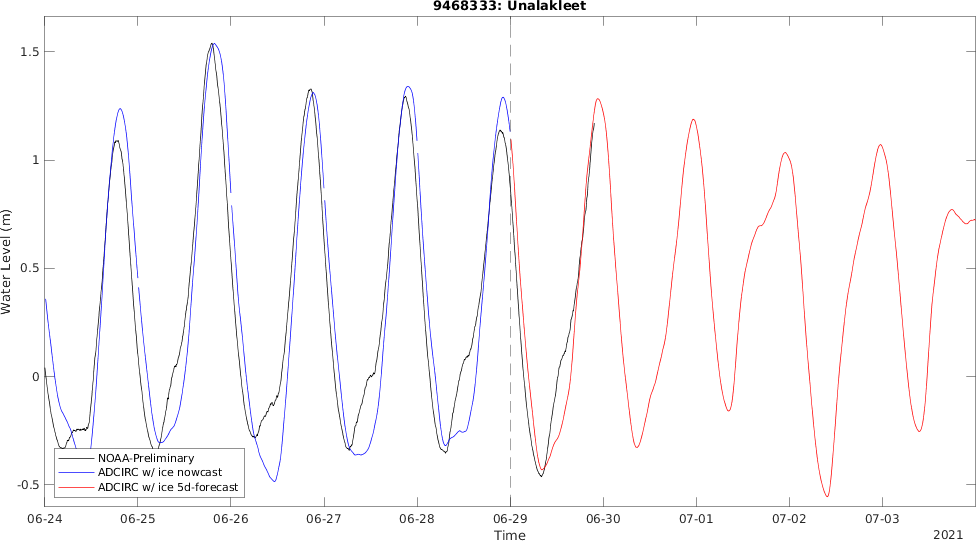 9468333: Unalakleet
Water Level (m)
1.5
1
0.5
0
-0.5
NOAA-Preliminary
ADCIRC w/ ice nowcast
ADCIRC w/ ice 5d-forecast
06-24 06-25 06-26 06-27 06-28 06-29 06-30 07-01 07-02 07-03
Time
2021